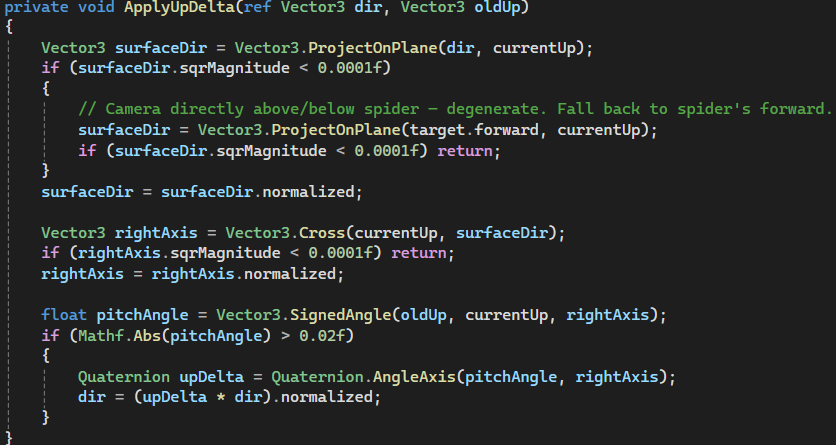 private void ApplyUpDelta(ref Vector3 dir, Vector3 oldUp)
{
    Vector3 surfaceDir = Vector3.ProjectOnPlane(dir, currentUp);
    if (surfaceDir.sqrMagnitude < 0.0001f)
    {
        // Camera directly above/below spider — degenerate. Fall back to spider's forward.
        surfaceDir = Vector3.ProjectOnPlane(target.forward, currentUp);
        if (surfaceDir.sqrMagnitude < 0.0001f) return;
    }
    surfaceDir = surfaceDir.normalized;

    Vector3 rightAxis = Vector3.Cross(currentUp, surfaceDir);
    if (rightAxis.sqrMagnitude < 0.0001f) return;
    rightAxis = rightAxis.normalized;

    float pitchAngle = Vector3.SignedAngle(oldUp, currentUp, rightAxis);
    if (Mathf.Abs(pitchAngle) > 0.02f)
    {
        Quaternion upDelta = Quaternion.AngleAxis(pitchAngle, rightAxis);
        dir = (upDelta * dir).normalized;
    }
}